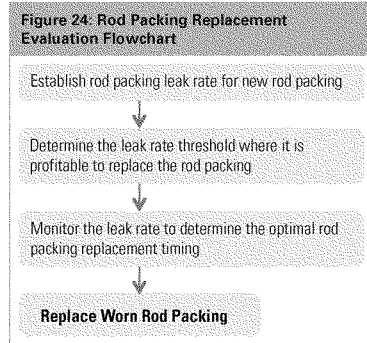 Figure 24: Rod Packing Replacement
Evaluation Flowchart
Establish rod packing leak rate for new rod packing
Determine the leak rate threshold where it is
profitable to replace the rod packing
Monitor the leak rate to determine the optimal rod
packing replacement timing
Replace Worn Rod Packing